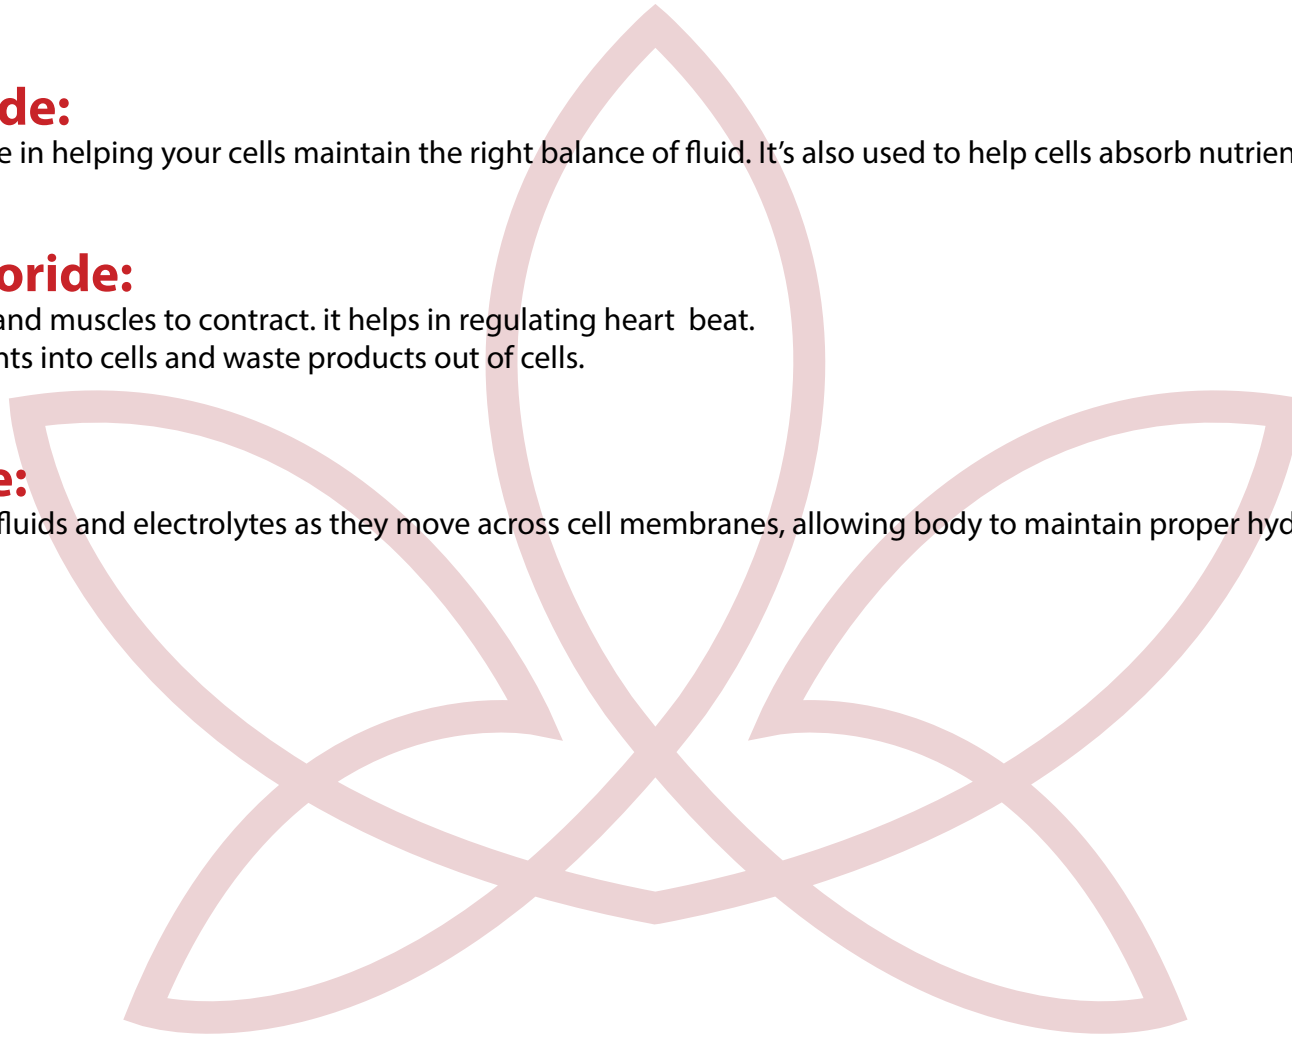 de:
e in helping your cells maintain the right balance of fluid. It’s also used to help cells absorb nutrien
oride:
and muscles to contract. it helps in regulating heart  beat.
nts into cells and waste products out of cells.
e:
fluids and electrolytes as they move across cell membranes, allowing body to maintain proper hyd